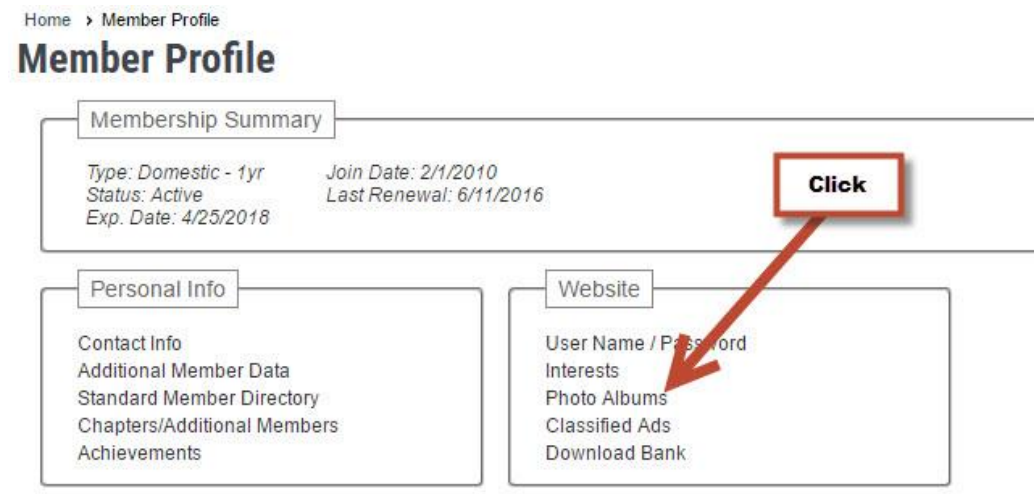 Home > Member Profile
Member Profile
Membership Summary
Type: Domestic - 1yr Join Date: 2/1/2010
Status: Active Last Renewal: 6/11/2016
Exp. Date: 4/25/2018
Click
Personal Info
Contact Info
Additional Member Data
Standard Member Directory
Chapters/Additional Members
Achievements
Website
User Name / Password
Interests
Photo Albums
Classified Ads
Download Bank